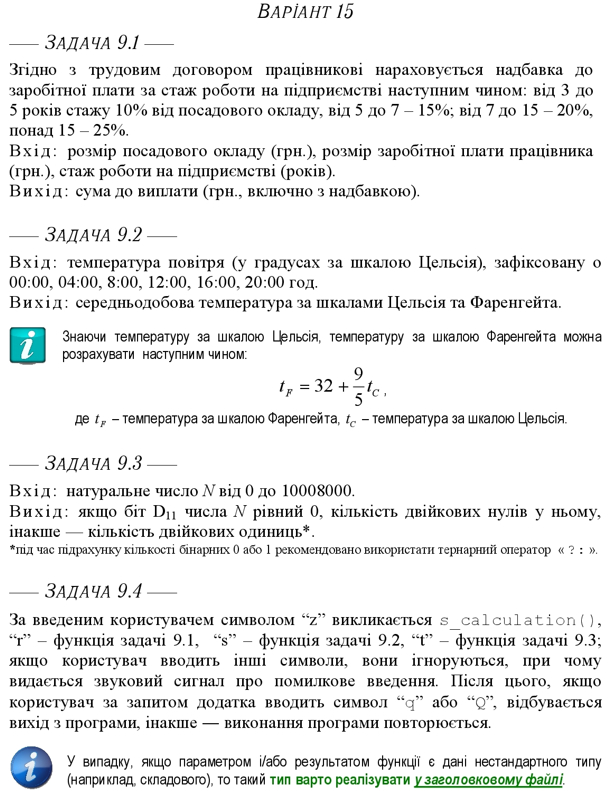 ВАРІАНТ 15
—— ЗАДАЧА 9.1 ——
Згідно з трудовим договором працівникові нараховується надбавка до
заробітної плати за стаж роботи на підприємстві наступним чином: від 3 до
5 років стажу 10% від посадового окладу, від 5 до 7 – 15%; від 7 до 15 – 20%,
понад 15 – 25%.
Вхід: розмір посадового окладу (грн.), розмір заробітної плати працівника
(грн.), стаж роботи на підприємстві (років).
Вихід: сума до виплати (грн., включно з надбавкою).
—— ЗАДАЧА 9.2 ——
Вхід: температура повітря (у градусах за шкалою Цельсія), зафіксовану о
00:00, 04:00, 8:00, 12:00, 16:00, 20:00 год.
Вихід: середньодобова температура за шкалами Цельсія та Фаренгейта.
Знаючи температуру за шкалою Цельсія, температуру за шкалою Фаренгейта можна
розрахувати наступним чином:
t_F = 32 + 9/5 t_C ,
де t_F – температура за шкалою Фаренгейта, t_C – температура за шкалою Цельсія.
—— ЗАДАЧА 9.3 ——
Вхід: натуральне число N від 0 до 10008000.
Вихід: якщо біт D₁₁ числа N рівний 0, кількість двійкових нулів у ньому,
інакше — кількість двійкових одиниць*.
*під час підрахунку кількості бінарних 0 або 1 рекомендовано використати тернарний оператор « ? : ».
—— ЗАДАЧА 9.4 ——
За введеним користувачем символом “z” викликається s_calculation(),
“r” – функція задачі 9.1, “s” – функція задачі 9.2, “t” – функція задачі 9.3;
якщо користувач вводить інші символи, вони ігноруються, при чому
видається звуковий сигнал про помилкове введення. Після цього, якщо
користувач за запитом додатка вводить символ “q” або “Q”, відбувається
вихід з програми, інакше — виконання програми повторюється.
У випадку, якщо параметром і/або результатом функції є дані нестандартного типу
(наприклад, складового), то такий тип варто реалізувати у заголовковому файлі.